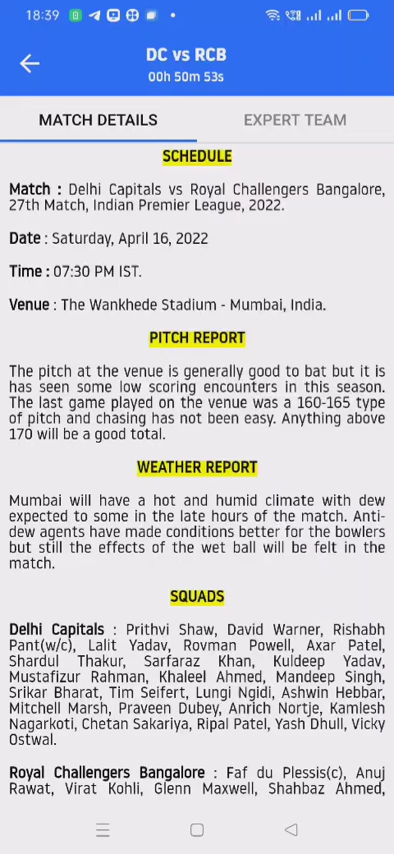 18:39
DC vs RCB
00h 50m 53s
MATCH DETAILS
EXPERT TEAM
SCHEDULE
Match : Delhi Capitals vs Royal Challengers Bangalore,
27th Match, Indian Premier League, 2022.
Date : Saturday, April 16, 2022
Time : 07:30 PM IST.
Venue : The Wankhede Stadium - Mumbai, India.
PITCH REPORT
The pitch at the venue is generally good to bat but it is
has seen some low scoring encounters in this season.
The last game played on the venue was a 160-165 type
of pitch and chasing has not been easy. Anything above
170 will be a good total.
WEATHER REPORT
Mumbai will have a hot and humid climate with dew
expected to some in the late hours of the match. Anti-
dew agents have made conditions better for the bowlers
but still the effects of the wet ball will be felt in the
match.
SQUADS
Delhi Capitals : Prithvi Shaw, David Warner, Rishabh
Pant(w/c), Lalit Yadav, Rovman Powell, Axar Patel,
Shardul Thakur, Sarfaraz Khan, Kuldeep Yadav,
Mustafizur Rahman, Khaleel Ahmed, Mandeep Singh,
Srikar Bharat, Tim Seifert, Lungi Ngidi, Ashwin Hebbar,
Mitchell Marsh, Praveen Dubey, Anrich Nortje, Kamlesh
Nagarkoti, Chetan Sakariya, Ripal Patel, Yash Dhull, Vicky
Ostwal.
Royal Challengers Bangalore : Faf du Plessis(c), Anuj
Rawat, Virat Kohli, Glenn Maxwell, Shahbaz Ahmed,